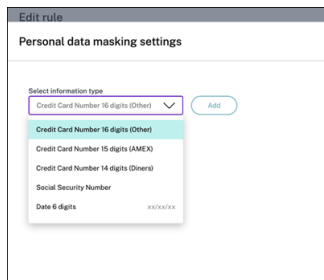 Edit rule
Personal data masking settings
Select information type
Credit Card Number 16 digits (Other)
Add
Credit Card Number 16 digits (Other)
Credit Card Number 15 digits (AMEX)
Credit Card Number 14 digits (Diners)
Social Security Number
Date 6 digits xx/xx/xx